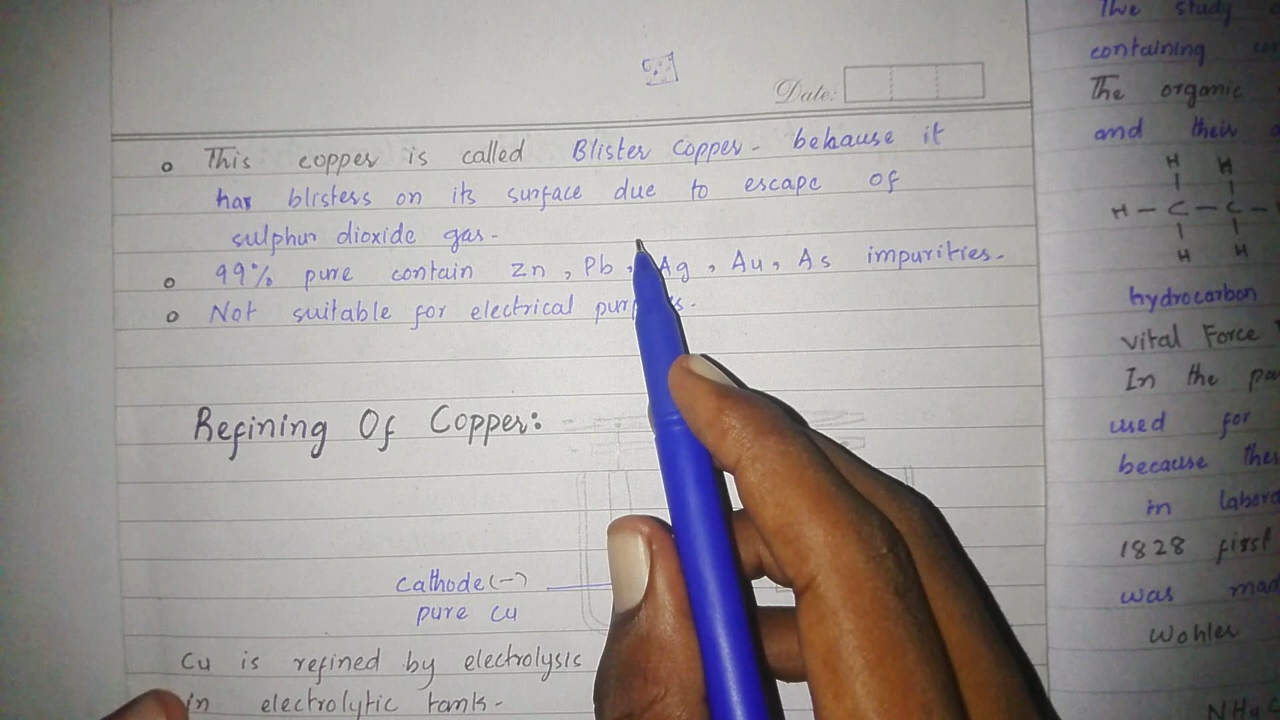 Date:
This copper is called Blister copper- behause it
has blisters on its surface due to escape of
sulphur dioxide gas-
99% pure contain Zn, Pb, Ag, Au, As impurities-
Not suitable for electrical
Refining Of Copper:
cathode(-)
pure cu
Cu is refined by electrolysis
in electrolytic tank-
The study
containing
The organic
and their
H H
H - C - C -
H H
hydrocarbon
vital Force
In the
used for
because
in
1828 first
was
Wohler